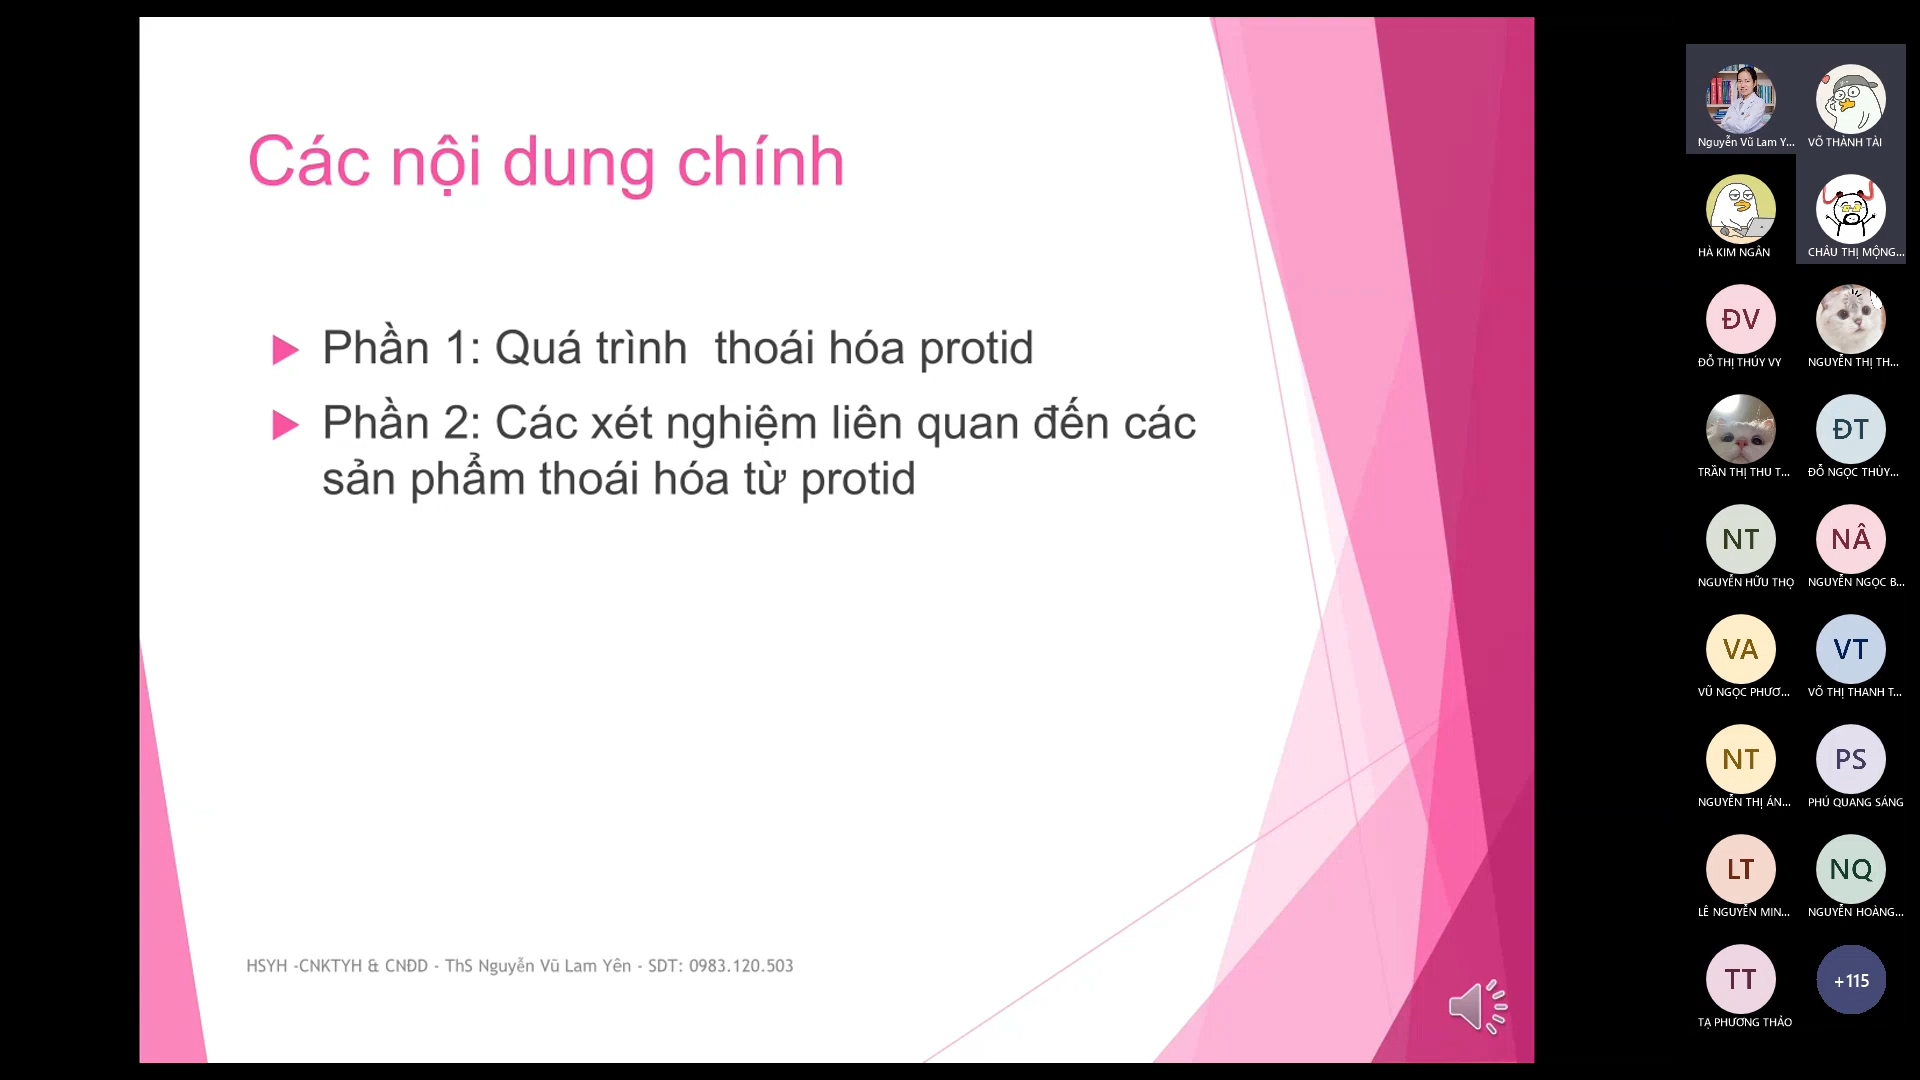 Các nội dung chính
Phần 1: Quá trình thoái hóa protid
Phần 2: Các xét nghiệm liên quan đến các
sản phẩm thoái hóa từ protid
HSYH -CNKTYH & CNĐD - ThS Nguyễn Vũ Lam Yên - SDT: 0983.120.503
Nguyễn Vũ Lam Y...
VÕ THÀNH TÀI
HÀ KIM NGÂN
CHÂU THỊ MỘNG...
ĐV
ĐỖ THỊ THÚY VY
NGUYỄN THỊ TH...
TRẦN THỊ THU T...
ĐT
ĐỖ NGỌC THÙY...
NT
NGUYỄN HỮU THỌ
NÂ
NGUYỄN NGỌC B...
VA
VŨ NGỌC PHƯƠ...
VT
VÕ THỊ THANH T...
NT
NGUYỄN THỊ ÁN...
PS
PHÚ QUANG SÁNG
LT
LÊ NGUYỄN MIN...
NQ
NGUYỄN HOÀNG...
TT
TẠ PHƯƠNG THẢO
+115